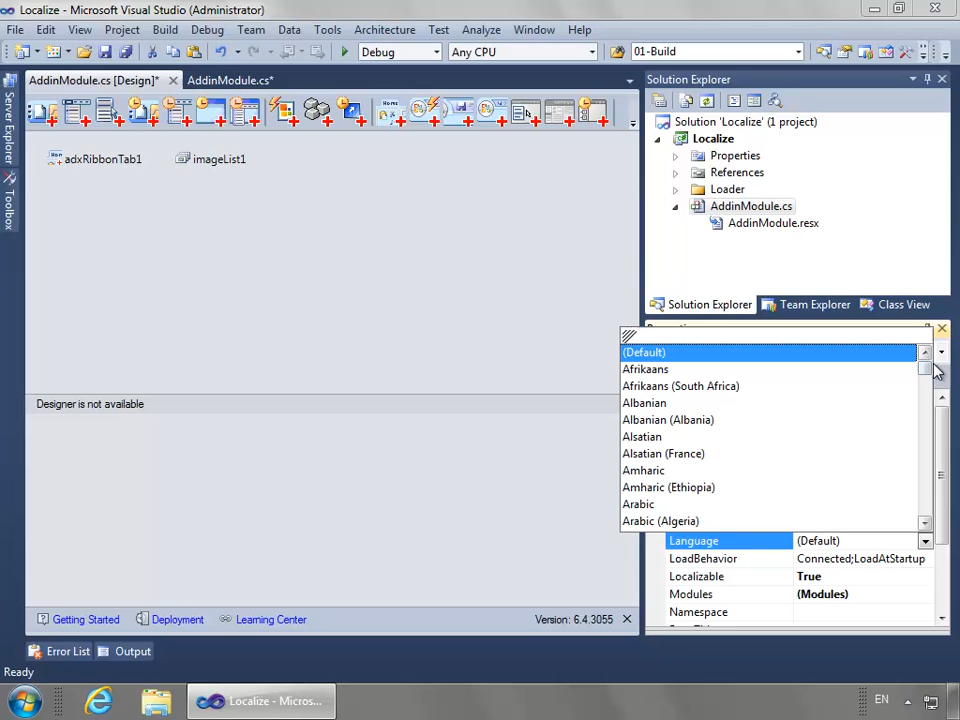 Localize - Microsoft Visual Studio (Administrator)
File Edit View Project Build Debug Team Data Tools Architecture Test Analyze Window Help
Debug Any CPU 01-Build
AddinModule.cs [Design]* AddinModule.cs*
Solution Explorer
Server Explorer
Toolbox
adxRibbonTab1 imageList1
Solution 'Localize' (1 project)
Localize
Properties
References
Loader
AddinModule.cs
AddinModule.resx
Solution Explorer Team Explorer Class View
(Default)
Afrikaans
Afrikaans (South Africa)
Albanian
Albanian (Albania)
Alsatian
Alsatian (France)
Amharic
Amharic (Ethiopia)
Arabic
Arabic (Algeria)
Designer is not available
Language (Default)
LoadBehavior Connected;LoadAtStartup
Localizable True
Modules (Modules)
Namespace
Getting Started Deployment Learning Center Version: 6.4.3055
Error List Output
Ready
Localize - Micros...
EN